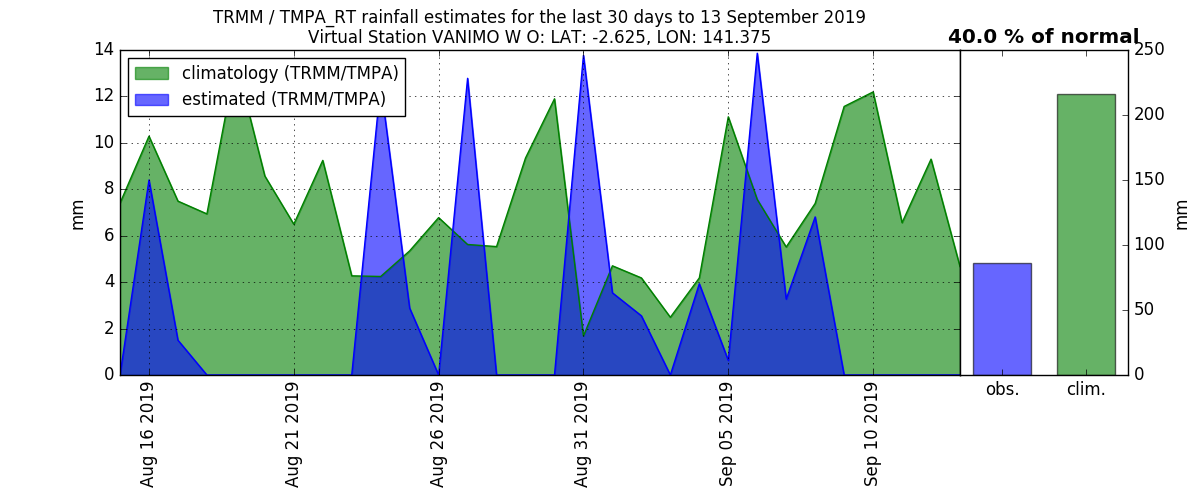 TRMM / TMPA_RT rainfall estimates for the last 30 days to 13 September 2019
Virtual Station VANIMO W O: LAT: -2.625, LON: 141.375
40.0 % of normal
climatology (TRMM/TMPA)
estimated (TRMM/TMPA)
14
12
10
8
6
4
2
0
mm
Aug 16 2019
Aug 21 2019
Aug 26 2019
Aug 31 2019
Sep 05 2019
Sep 10 2019
250
200
150
100
50
0
mm
obs.
clim.